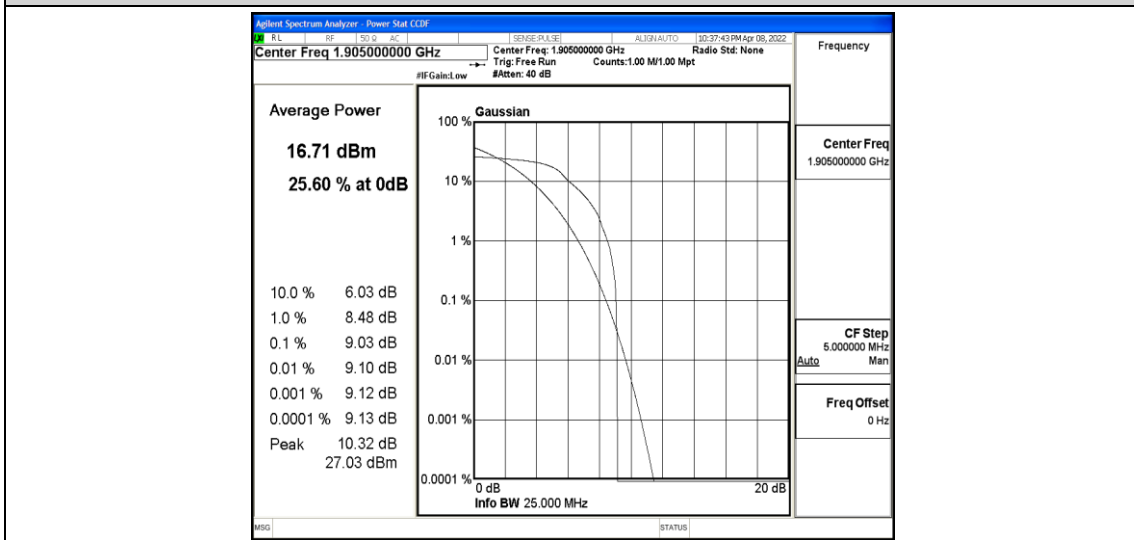 Agilent Spectrum Analyzer - Power Stat CCDF
LXI RL RF 50 Ω AC SENSE:PULSE ALIGNAUTO 10:37:43 PM Apr 08, 2022
Center Freq 1.905000000 GHz
Center Freq: 1.905000000 GHz Radio Std: None
Trig: Free Run Counts:1.00 M/1.00 Mpt
#IFGain:Low #Atten: 40 dB
Frequency
Average Power
16.71 dBm
25.60 % at 0dB
10.0 % 6.03 dB
1.0 % 8.48 dB
0.1 % 9.03 dB
0.01 % 9.10 dB
0.001 % 9.12 dB
0.0001 % 9.13 dB
Peak 10.32 dB
27.03 dBm
Gaussian
100 %
10 %
1 %
0.1 %
0.01 %
0.001 %
0.0001 %
0 dB 20 dB
Info BW 25.000 MHz
Center Freq
1.905000000 GHz
CF Step
5.000000 MHz
Auto Man
Freq Offset
0 Hz
MSG STATUS